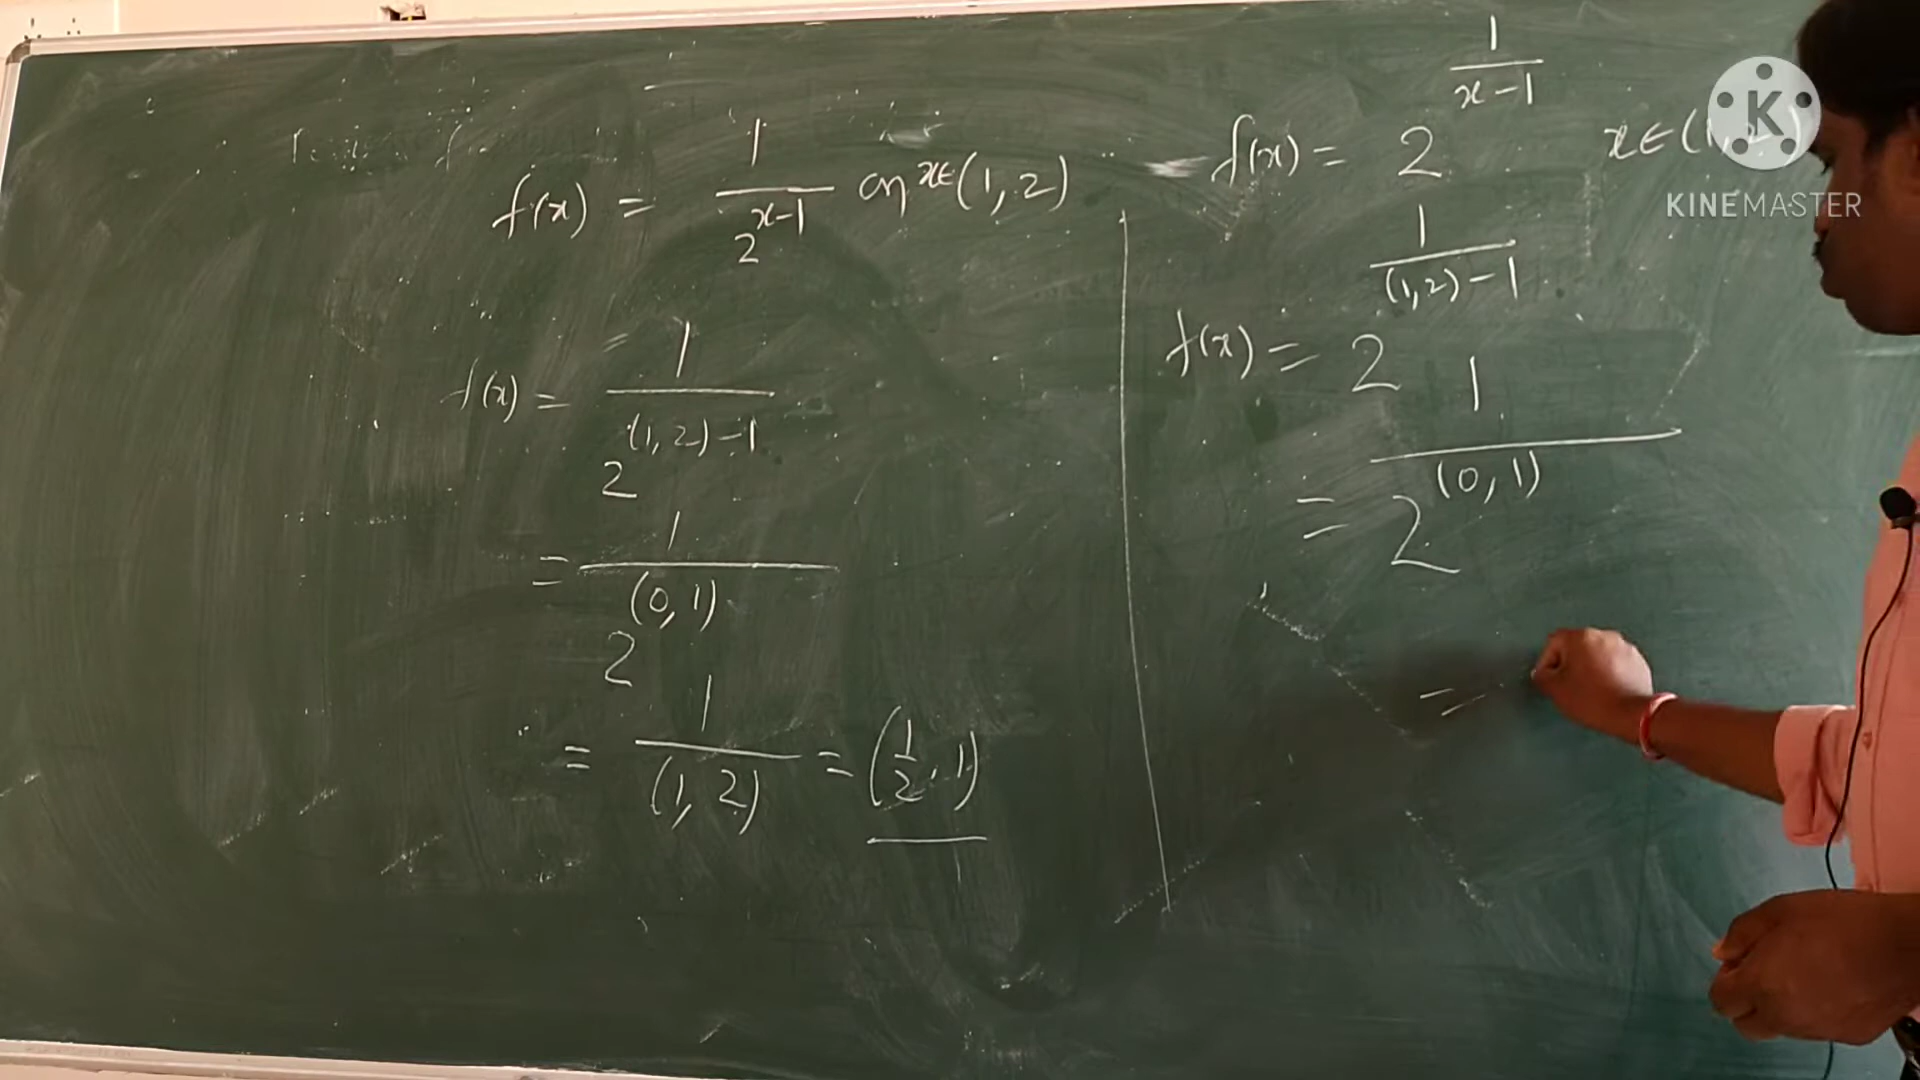 f(x) = 1/2^(x-1) on x∈(1, 2)
f(x) = 1/2^((1, 2)-1)
= 1/2^(0, 1)
= 1/(1, 2) = (1/2, 1)
f(x) = 2^(1/(x-1)) x∈(1, 2)
f(x) = 2^(1/((1, 2)-1))
= 2^(1/(0, 1))
=
K
KINEMASTER